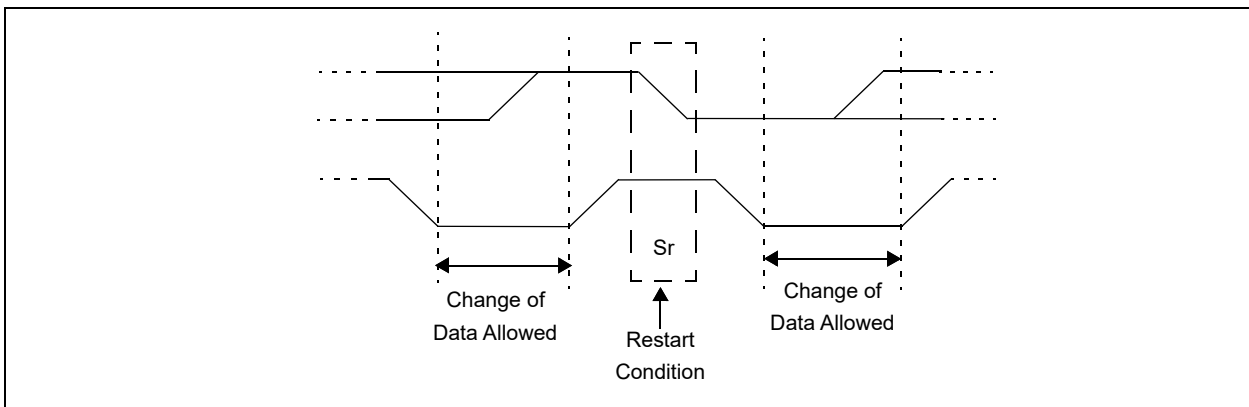 Sr
Change of
Data Allowed
Restart
Condition
Change of
Data Allowed